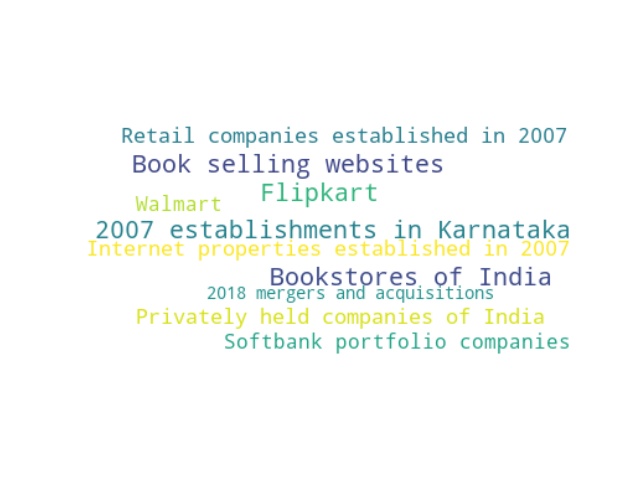 Retail companies established in 2007
Book selling websites
Flipkart
Walmart
2007 establishments in Karnataka
Internet properties established in 2007
Bookstores of India
2018 mergers and acquisitions
Privately held companies of India
Softbank portfolio companies